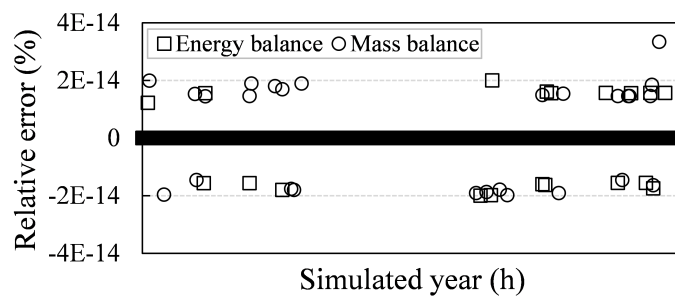 4E-14
Energy balance Mass balance
2E-14
0
-2E-14
-4E-14
Relative error (%)
Simulated year (h)